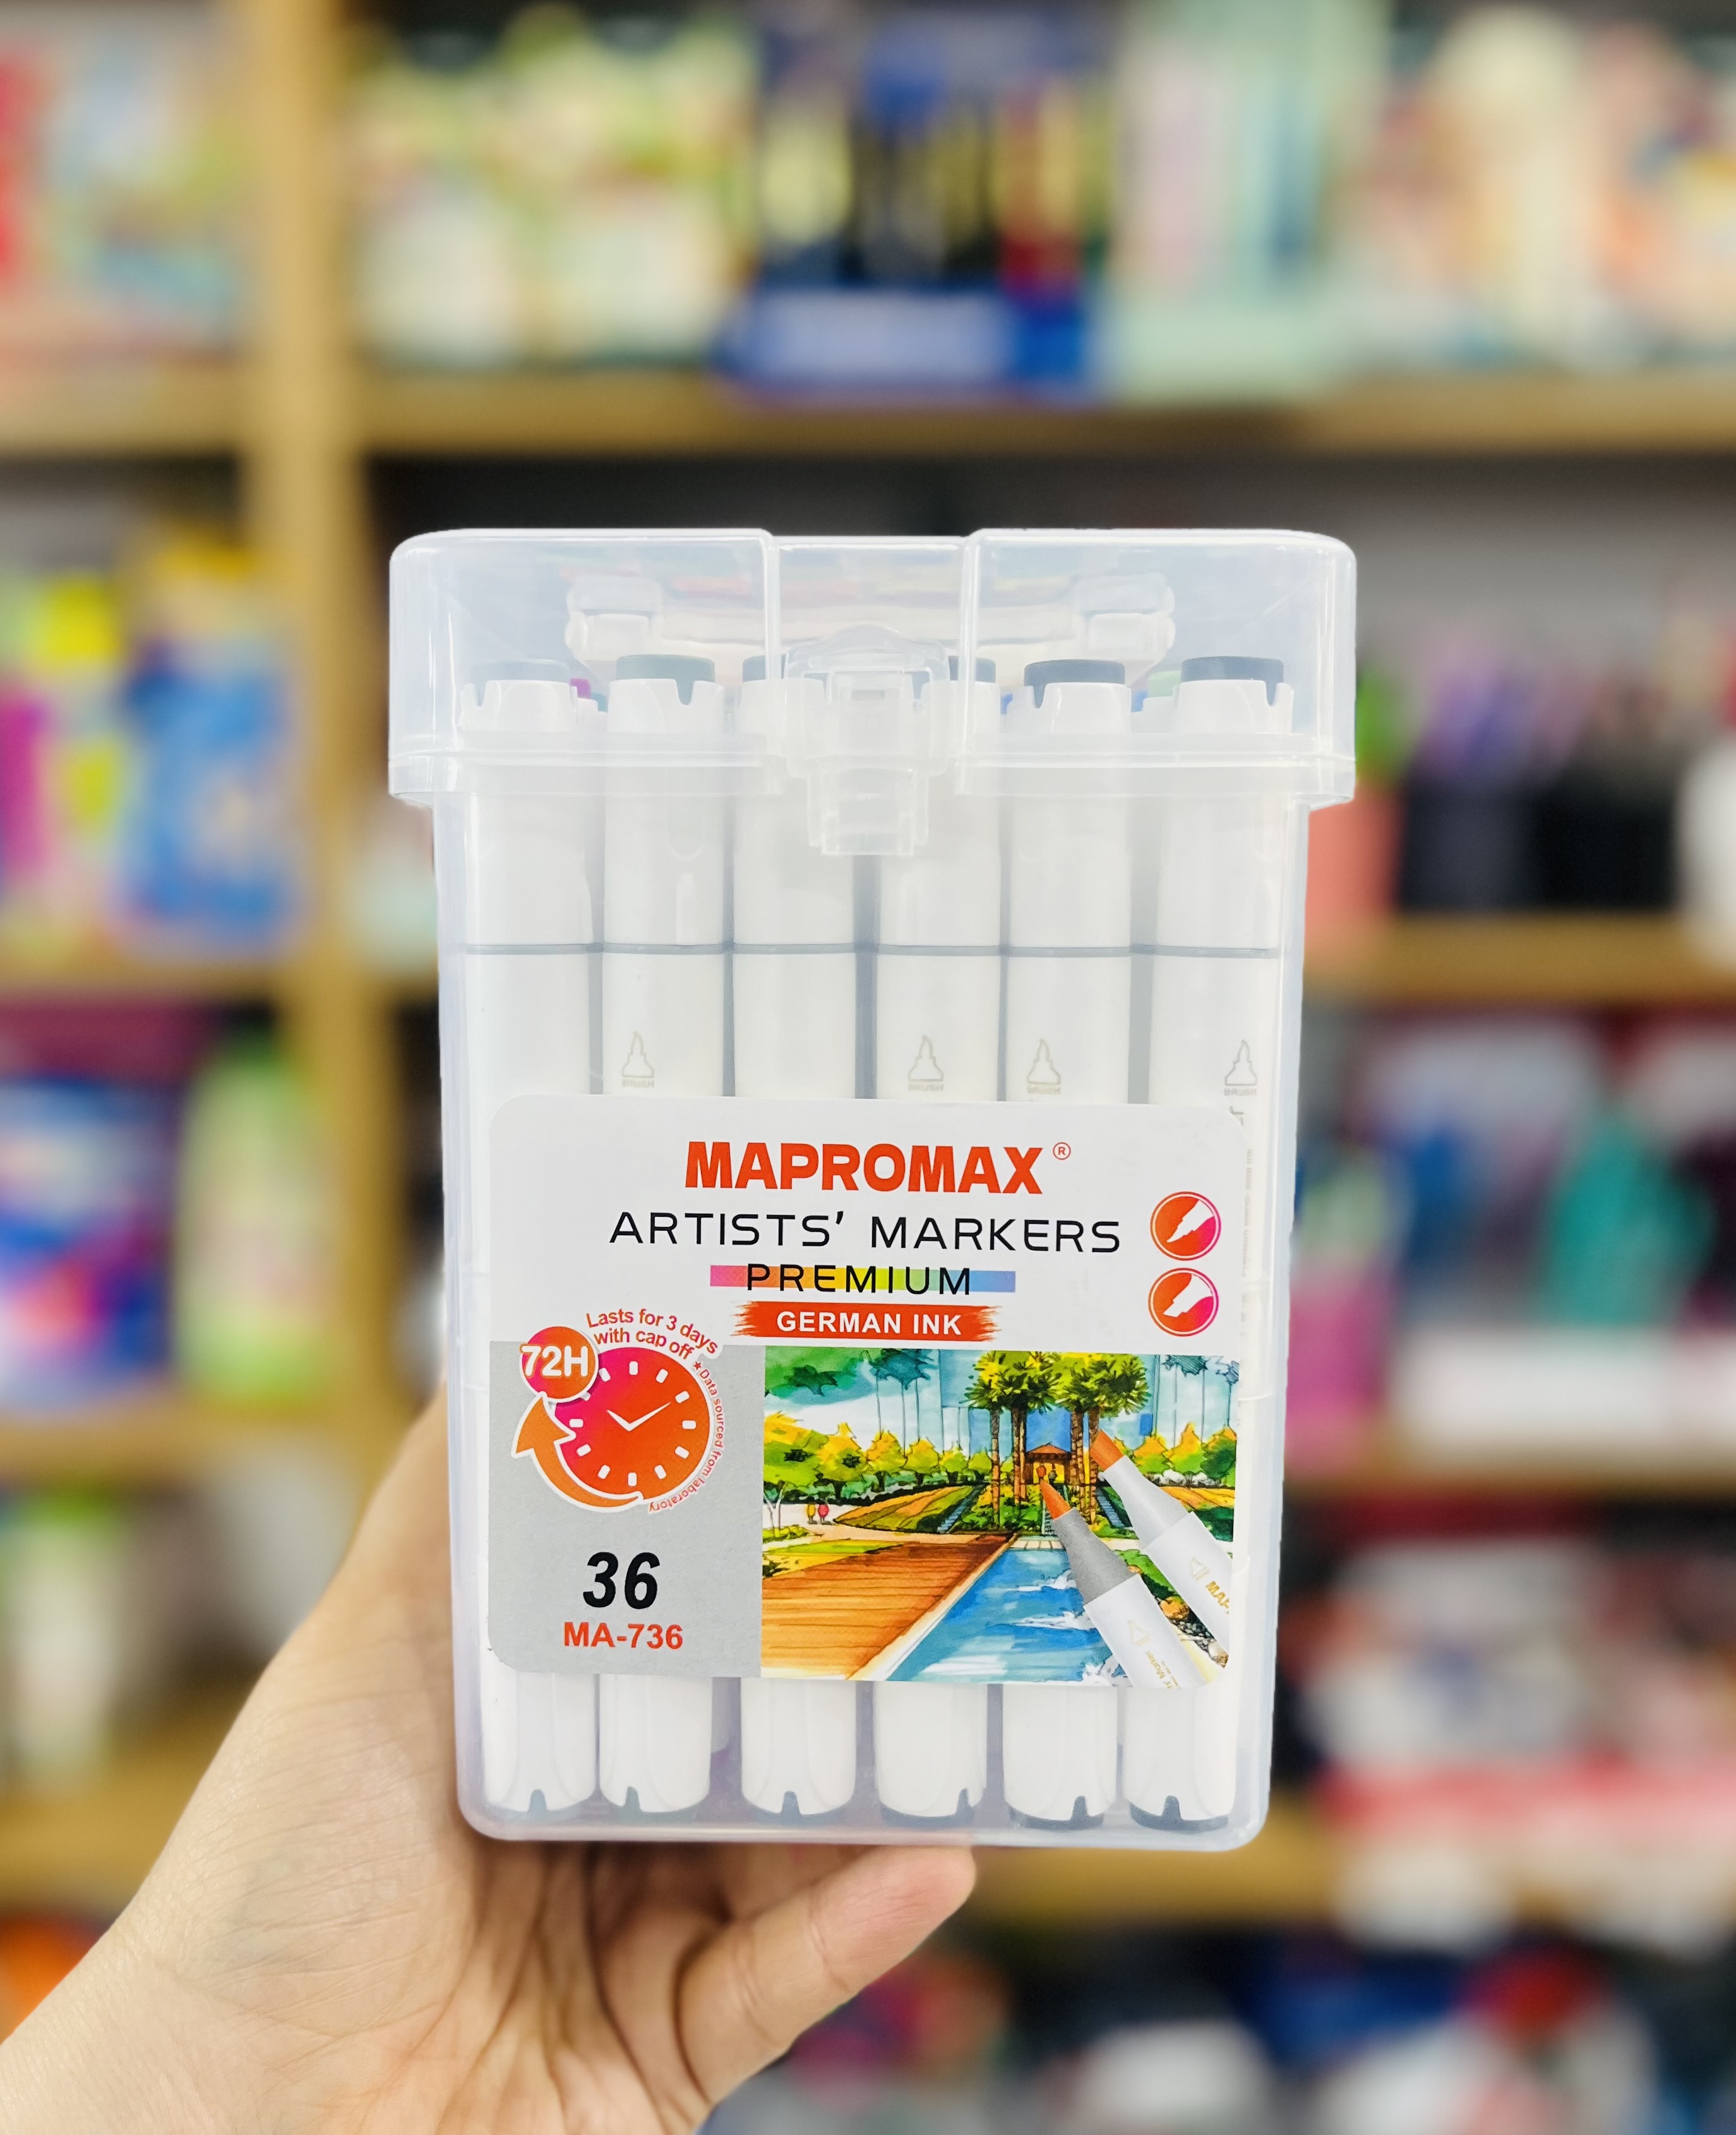 MAPROMAX®
ARTISTS' MARKERS
PREMIUM
GERMAN INK
Lasts for 3 days
with cap off
*Data sourced from laboratory
72H
36
MA-736